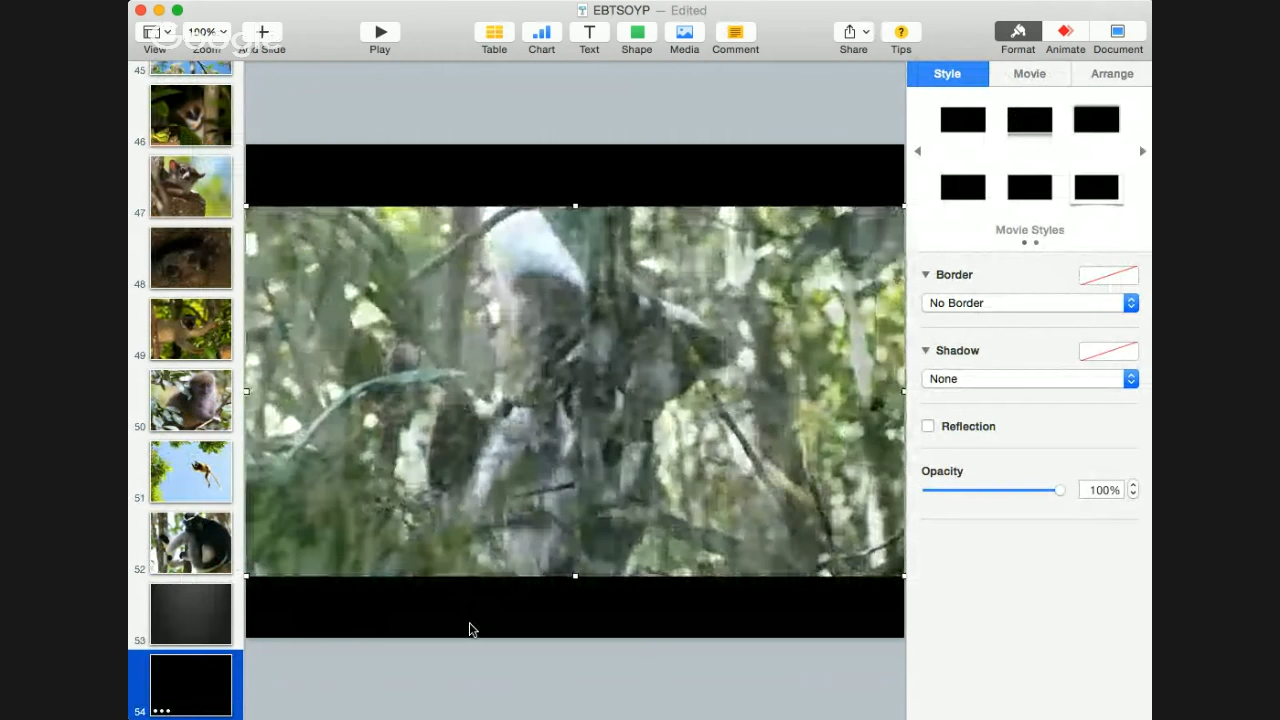 EBTSOYP — Edited
Google
View
100%
Zoom
Add Slide
Play
Table
Chart
Text
Shape
Media
Comment
Share
Tips
Format
Animate
Document
45
46
47
48
49
50
51
52
53
54
Style
Movie
Arrange
Movie Styles
Border
No Border
Shadow
None
Reflection
Opacity
100%